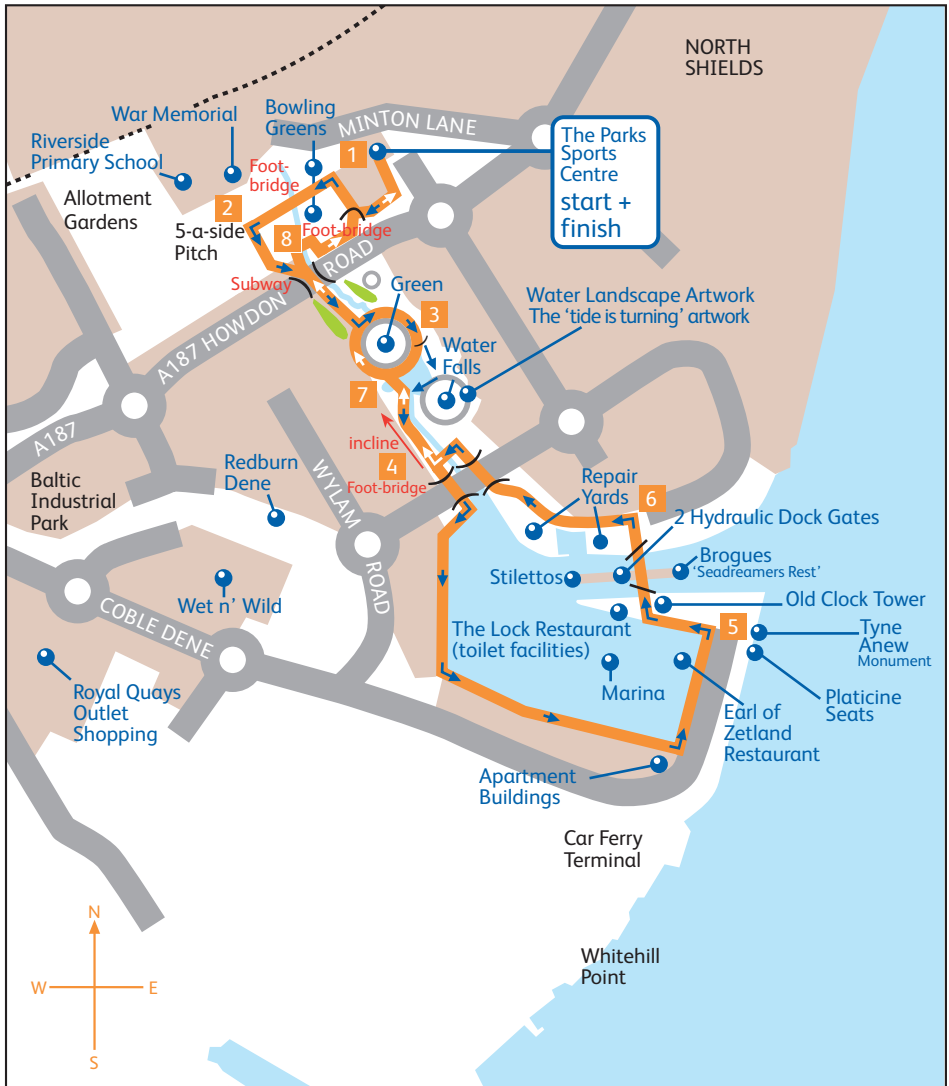 NORTH
SHIELDS
War Memorial
Bowling
Greens
MINTON LANE
Riverside
Primary School
Foot-
bridge
1
The Parks
Sports
Centre
start +
finish
Allotment
Gardens
2
5-a-side
Pitch
8
Foot-bridge
Subway
A187 HOWDON
ROAD
Green
3
Water Landscape Artwork
The ‘tide is turning’ artwork
Water
Falls
7
A187
incline
4
Foot-bridge
Baltic
Industrial
Park
Redburn
Dene
WYLAM
ROAD
Repair
Yards
6
2 Hydraulic Dock Gates
Stilettos
Brogues
‘Seadreamers Rest’
Wet n’ Wild
COBLE DENE
Old Clock Tower
The Lock Restaurant
(toilet facilities)
5
Tyne
Anew
Monument
Royal Quays
Outlet
Shopping
Marina
Earl of
Zetland
Restaurant
Platicine
Seats
Apartment
Buildings
Car Ferry
Terminal
Whitehill
Point
N
W
E
S